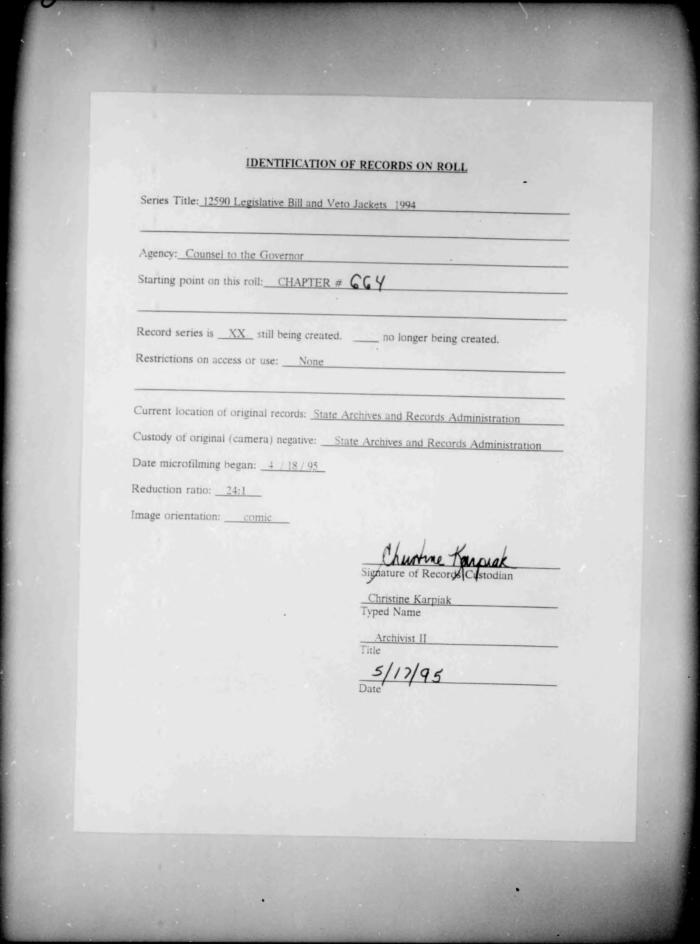 IDENTIFICATION OF RECORDS ON ROLL
Series Title: 12590 Legislative Bill and Veto Jackets 1994
Agency: Counsel to the Governor
Starting point on this roll: CHAPTER # 664
Record series is XX still being created. ____ no longer being created.
Restrictions on access or use: None
Current location of original records: State Archives and Records Administration
Custody of original (camera) negative: State Archives and Records Administration
Date microfilming began: 4 / 18 / 95
Reduction ratio: 24:1
Image orientation: comic
Christine Karpiak
Signature of Records Custodian
Christine Karpiak
Typed Name
Archivist II
Title
5/17/95
Date